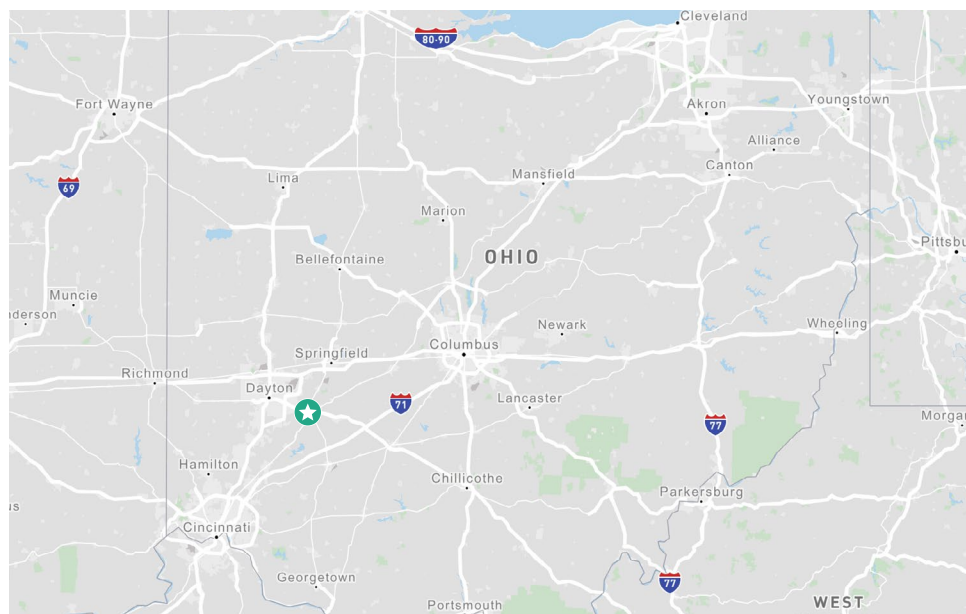 Cleveland
80-90
Fort Wayne
Akron
Youngstown
Alliance
Canton
69
Lima
Mansfield
Marion
OHIO
Pittsbu
Bellefontaine
Muncie
nderson
Newark
Wheeling
Columbus
Springfield
Richmond
Dayton
71
Lancaster
77
Morgan
Hamilton
Chillicothe
Parkersburg
us
Cincinnati
Georgetown
77
WEST
Portsmouth